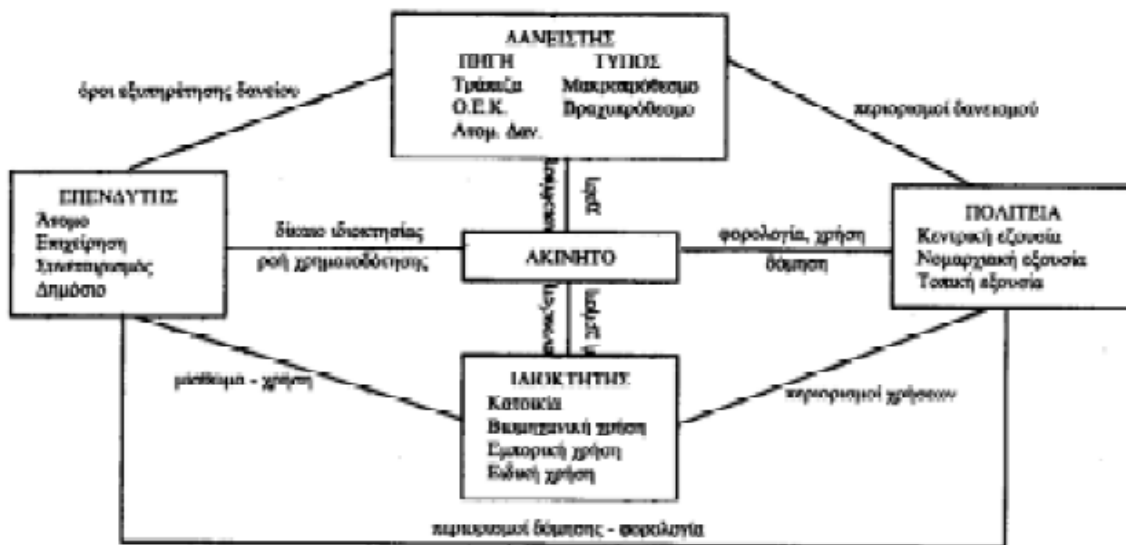 ΔΑΝΕΙΣΤΗΣ
ΠΗΓΗ ΤΥΠΟΣ
Τράπεζα Μακροπρόθεσμο
Ο.Ε.Κ. Βραχυπρόθεσμο
Ατομ. Δαν.
όροι εξυπηρέτησης δανείου
περιορισμοί δανεισμού
ΕΠΕΝΔΥΤΗΣ
Άτομο
Επιχείρηση
Συνεταιρισμός
Δημόσιο
δίκαιο ιδιοκτησίας
ροή χρηματοδότησης
ΑΚΙΝΗΤΟ
φορολογία, χρήση
δόμηση
ΠΟΛΙΤΕΙΑ
Κεντρική εξουσία
Νομαρχιακή εξουσία
Τοπική εξουσία
ή χρήση
μίσθωμα - χρήση
ΙΔΙΟΚΤΗΤΗΣ
Κατοικία
Βιομηχανική χρήση
Εμπορική χρήση
Ειδική χρήση
περιορισμοί χρήσεων
περιορισμοί δόμησης - φορολογία